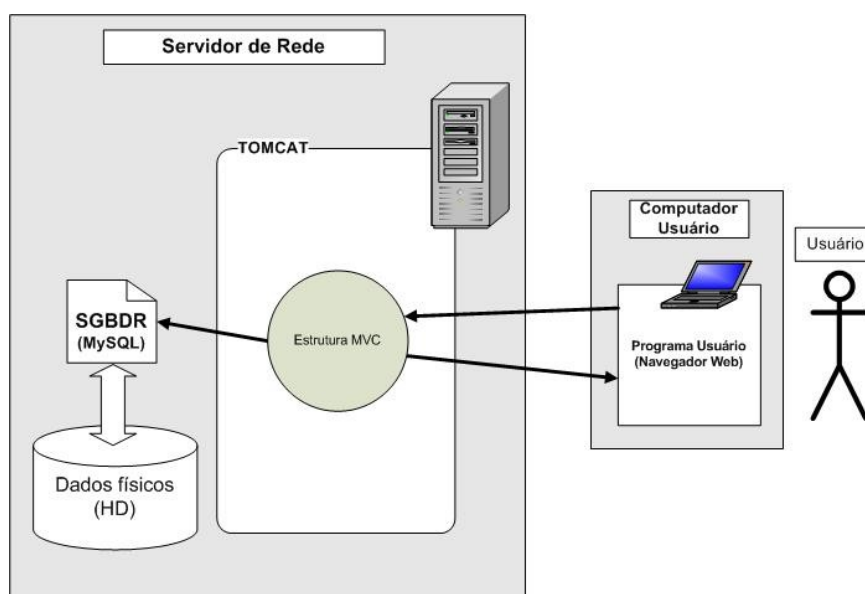 Servidor de Rede
TOMCAT
Computador
Usuário
Usuário
SGBDR
(MySQL)
Estrutura MVC
Programa Usuário
(Navegador Web)
Dados físicos
(HD)